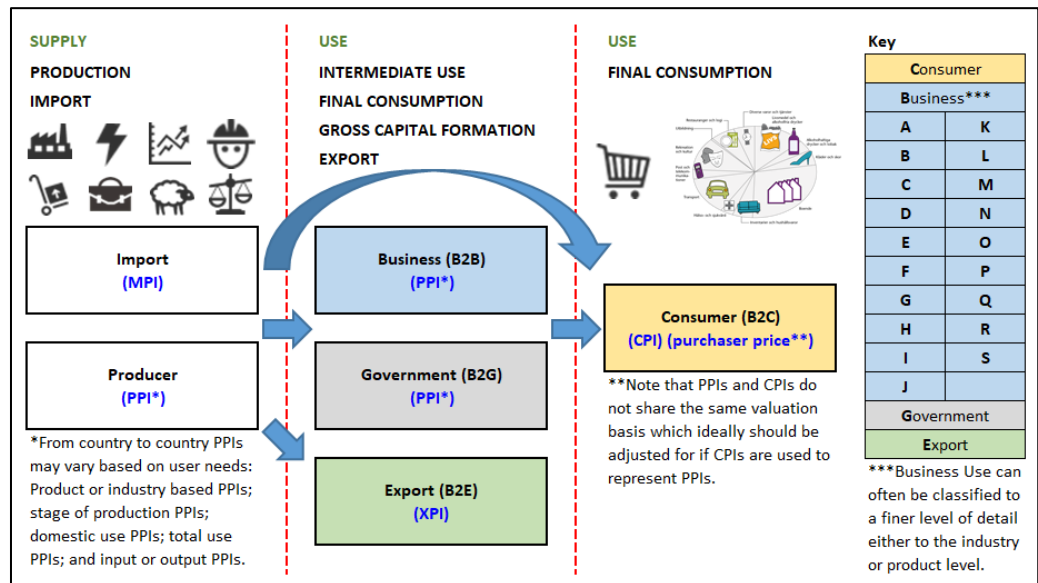 SUPPLY
PRODUCTION
IMPORT
Import
(MPI)
Producer
(PPI*)
*From country to country PPIs
may vary based on user needs:
Product or industry based PPIs;
stage of production PPIs;
domestic use PPIs; total use
PPIs; and input or output PPIs.
USE
INTERMEDIATE USE
FINAL CONSUMPTION
GROSS CAPITAL FORMATION
EXPORT
Business (B2B)
(PPI*)
Government (B2G)
(PPI*)
Export (B2E)
(XPI)
USE
FINAL CONSUMPTION
Transport
Boende
Consumer (B2C)
(CPI) (purchaser price**)
**Note that PPIs and CPIs do
not share the same valuation
basis which ideally should be
adjusted for if CPIs are used to
represent PPIs.
Key
Consumer
Business***
A K
B L
C M
D N
E O
F P
G Q
H R
I S
J
Government
Export
***Business Use can
often be classified to
a finer level of detail
either to the industry
or product level.